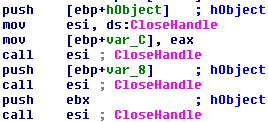 push [ebp+hObject] ; hObject
mov esi, ds:CloseHandle
mov [ebp+var_C], eax
call esi ; CloseHandle
push [ebp+var_8] ; hObject
call esi ; CloseHandle
push ebx ; hObject
call esi ; CloseHandle